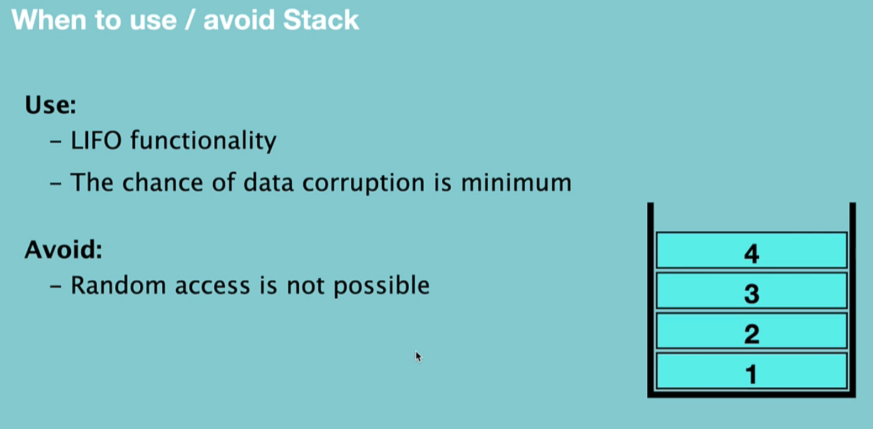 When to use / avoid Stack
Use:
– LIFO functionality
– The chance of data corruption is minimum
Avoid:
– Random access is not possible
4
3
2
1